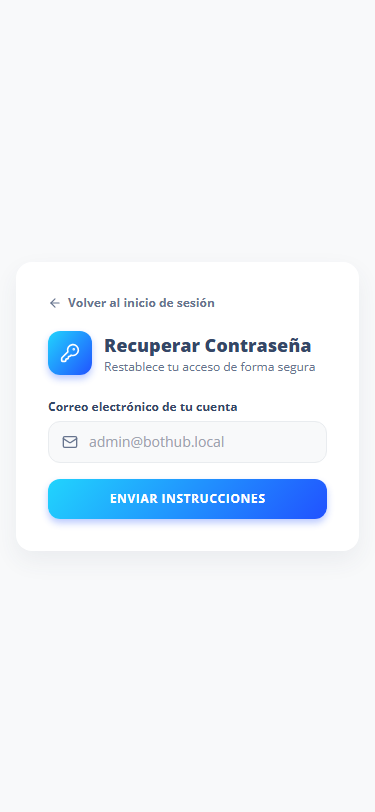 Volver al inicio de sesión
Recuperar Contraseña
Restablece tu acceso de forma segura
Correo electrónico de tu cuenta
admin@bothub.local
ENVIAR INSTRUCCIONES